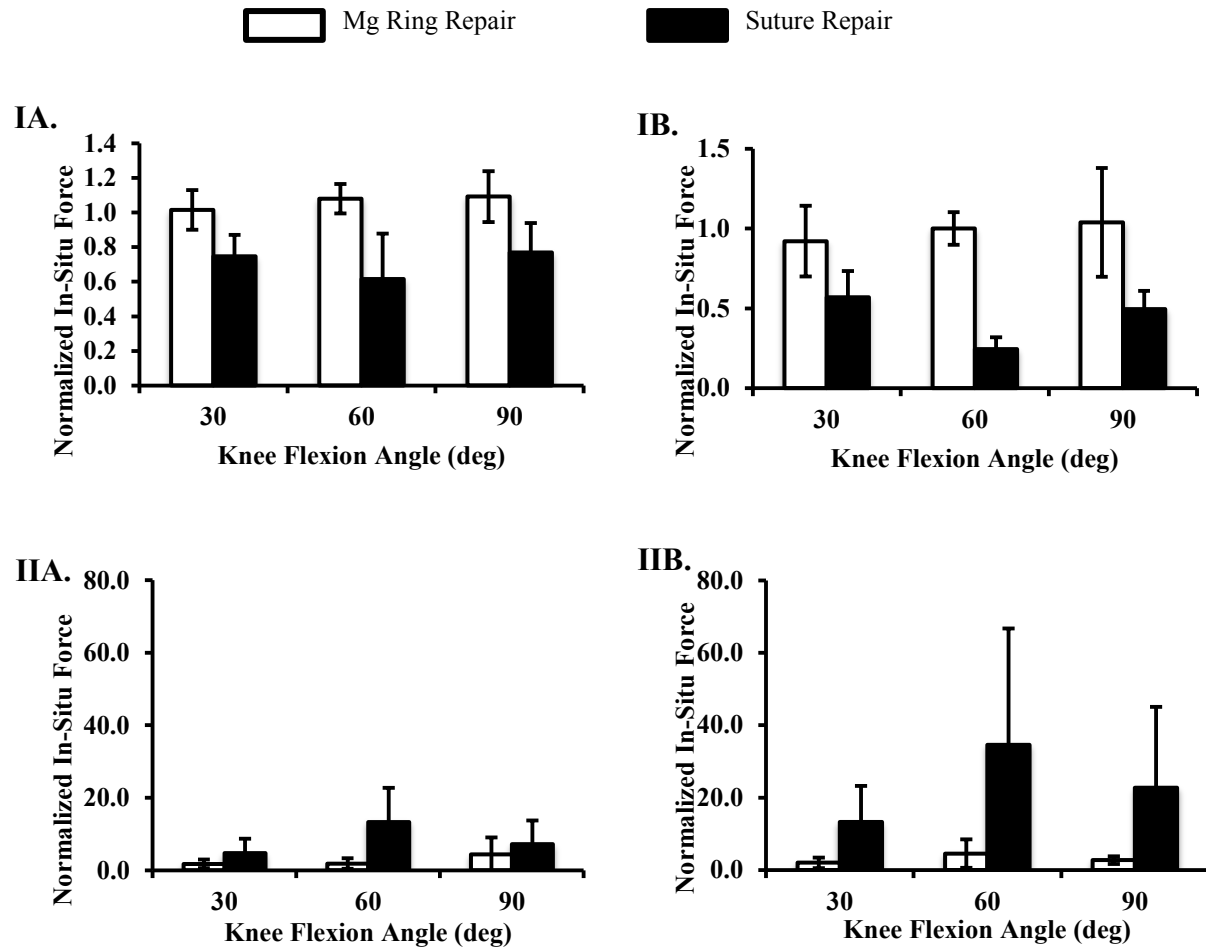 Mg Ring Repair
Suture Repair
IA.
Normalized In-Situ Force
1.4
1.2
1.0
0.8
0.6
0.4
0.2
0.0
30 60 90
Knee Flexion Angle (deg)
IB.
Normalized In-Situ Force
1.5
1.0
0.5
0.0
30 60 90
Knee Flexion Angle (deg)
IIA.
Normalized In-Situ Force
80.0
60.0
40.0
20.0
0.0
30 60 90
Knee Flexion Angle (deg)
IIB.
Normalized In-Situ Force
80.0
60.0
40.0
20.0
0.0
30 60 90
Knee Flexion Angle (deg)